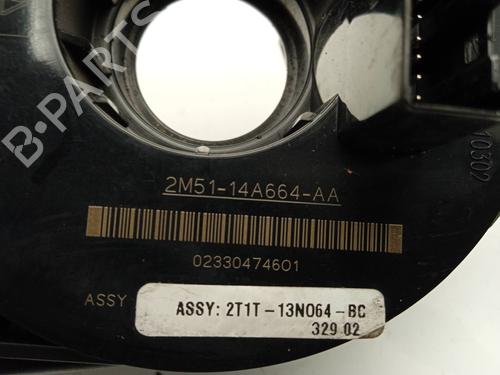 B-PARTS
10302
2M51-14A664-AA
02330474601
ASSY
ASSY: 2T1T-13N064-BC
329 02